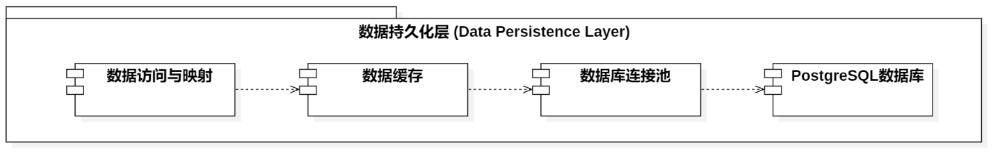 数据持久化层 (Data Persistence Layer)
数据访问与映射
数据缓存
数据库连接池
PostgreSQL数据库